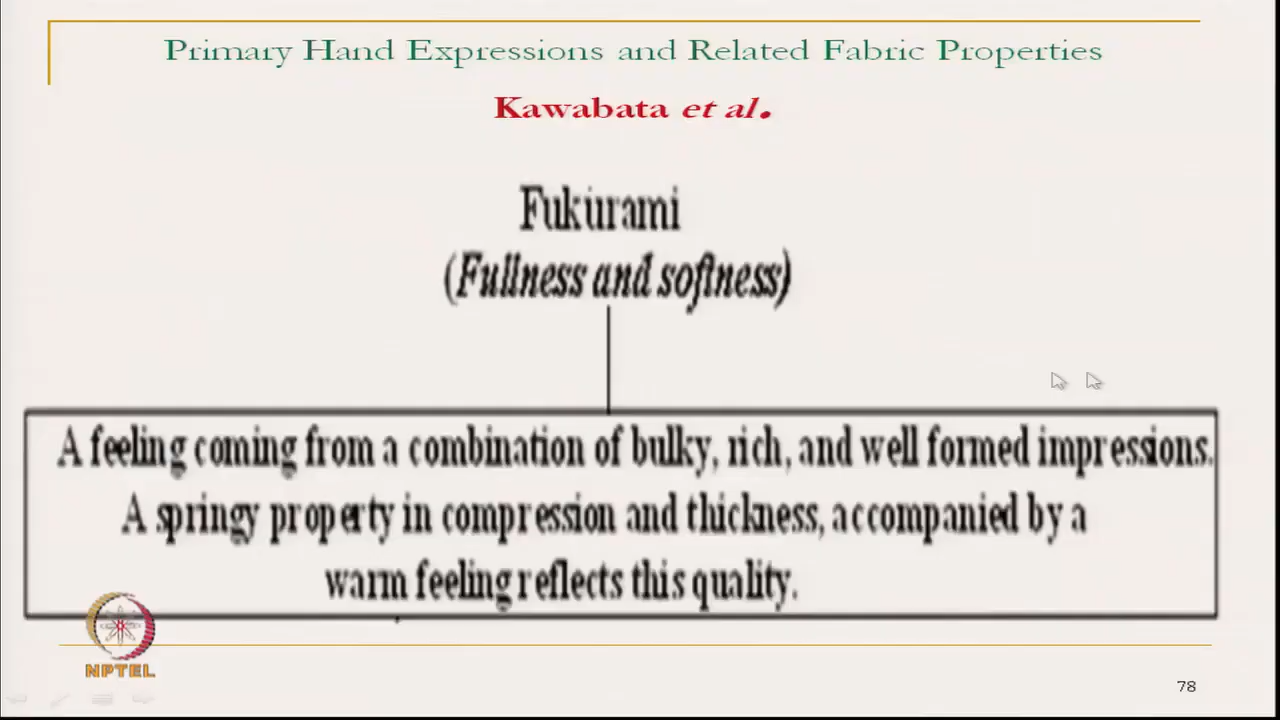 Primary Hand Expressions and Related Fabric Properties
Kawabata et al.
Fukurami
(Fullness and softness)
A feeling coming from a combination of bulky, rich, and well formed impressions.
A springy property in compression and thickness, accompanied by a
warm feeling reflects this quality.
NPTEL
78